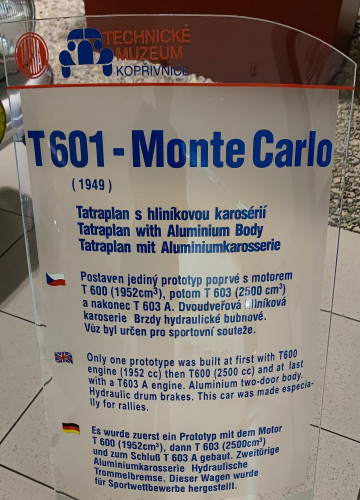 TATRA
TECHNICKÉ
MUZEUM
KOPŘIVNICE
T601 - Monte Carlo
(1949)
Tatraplan s hliníkovou karosérií
Tatraplan with Aluminium Body
Tatraplan mit Aluminiumkarosserie
Postaven jediný prototyp poprvé s motorem
T 600 (1952cm³), potom T 603 (2500 cm³)
a nakonec T 603 A. Dvoudveřová hliníková
karoserie Brzdy hydraulické bubnové.
Vůz byl určen pro sportovní souteže.
Only one prototype was built at first with T600
engine (1952 cc) then T600 (2500 cc) and at last
with a T603 A engine. Aluminium two-door body.
Hydraulic drum brakes. This car was made especia-
lly for rallies.
Es wurde zuerst ein Prototyp mit dem Motor
T 600 (1952cm³), dann T 603 (2500cm³)
und zum Schluß T 603 A gebaut. Zweitürige
Aluminiumkarosserie Hydraulische
Trommelbremse. Dieser Wagen wurde
für Sportwettbewerbe hergestellt.